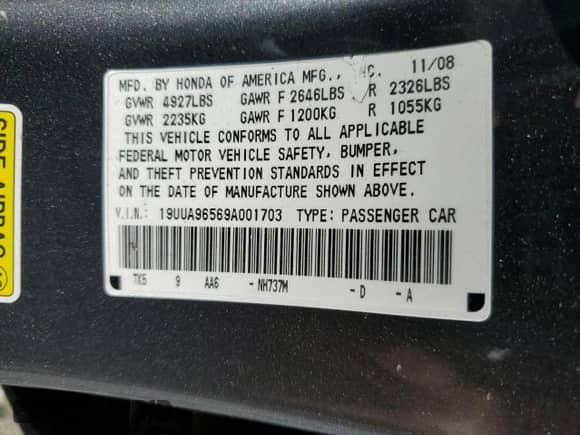 MFD. BY HONDA OF AMERICA MFG., INC. 11/08
GVWR 4927LBS GAWR F 2646LBS R 2326LBS
GVWR 2235KG GAWR F 1200KG R 1055KG
THIS VEHICLE CONFORMS TO ALL APPLICABLE
FEDERAL MOTOR VEHICLE SAFETY, BUMPER,
AND THEFT PREVENTION STANDARDS IN EFFECT
ON THE DATE OF MANUFACTURE SHOWN ABOVE.
V.I.N.: 19UUA96569A001703 TYPE: PASSENGER CAR
TK5 9 AA6 - NH737M - D - A
SIDE AIRBAG